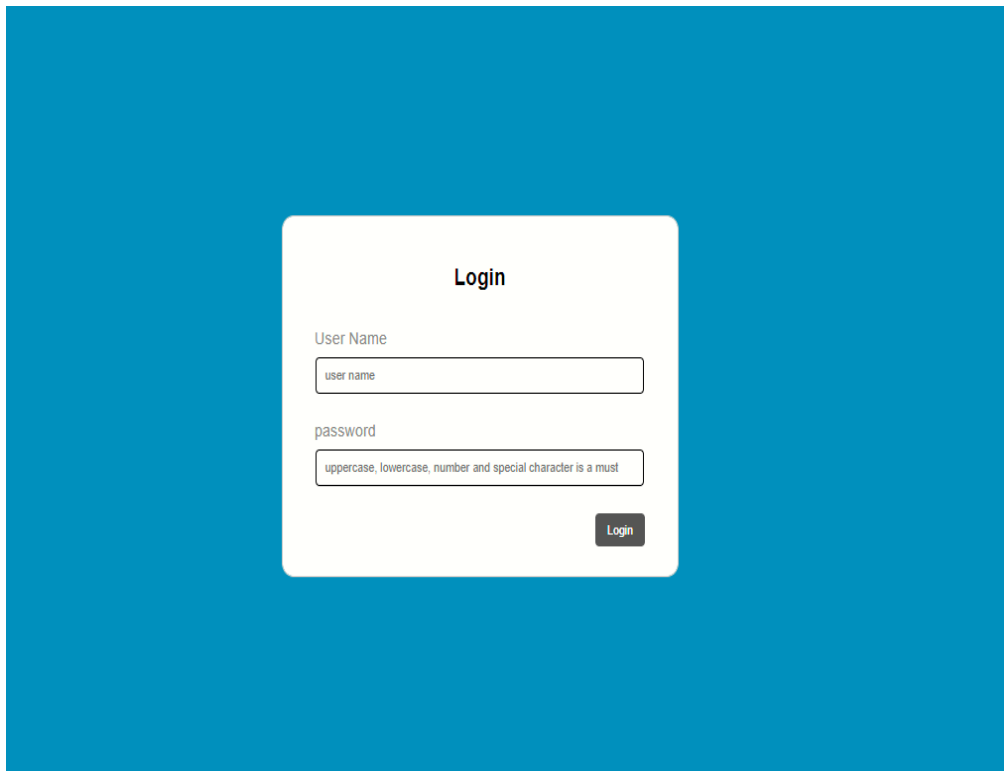 Login
User Name
user name
password
uppercase, lowercase, number and special character is a must
Login